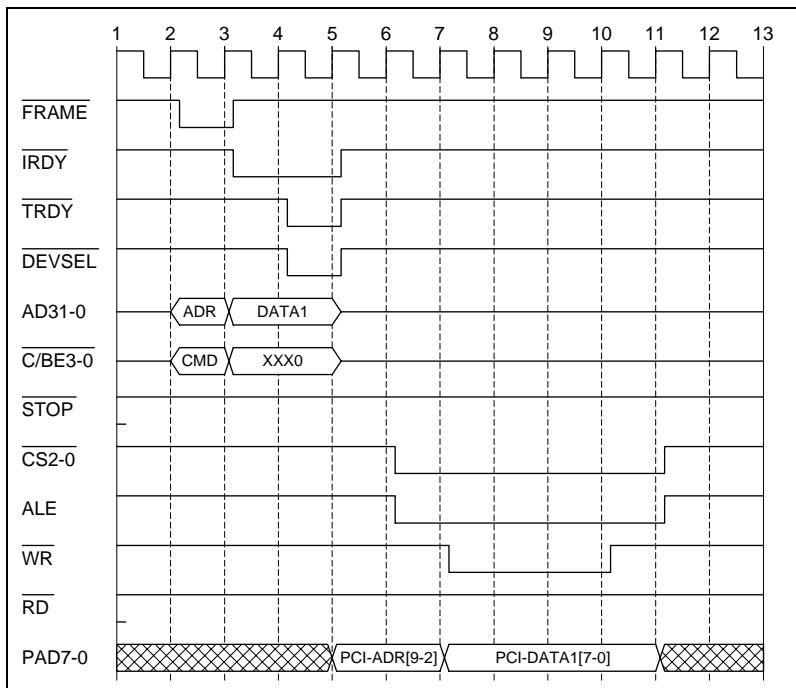 1 2 3 4 5 6 7 8 9 10 11 12 13
FRAME
IRDY
TRDY
DEVSEL
AD31-0 ADR DATA1
C/BE3-0 CMD XXX0
STOP
CS2-0
ALE
WR
RD
PAD7-0 PCI-ADR[9-2] PCI-DATA1[7-0]